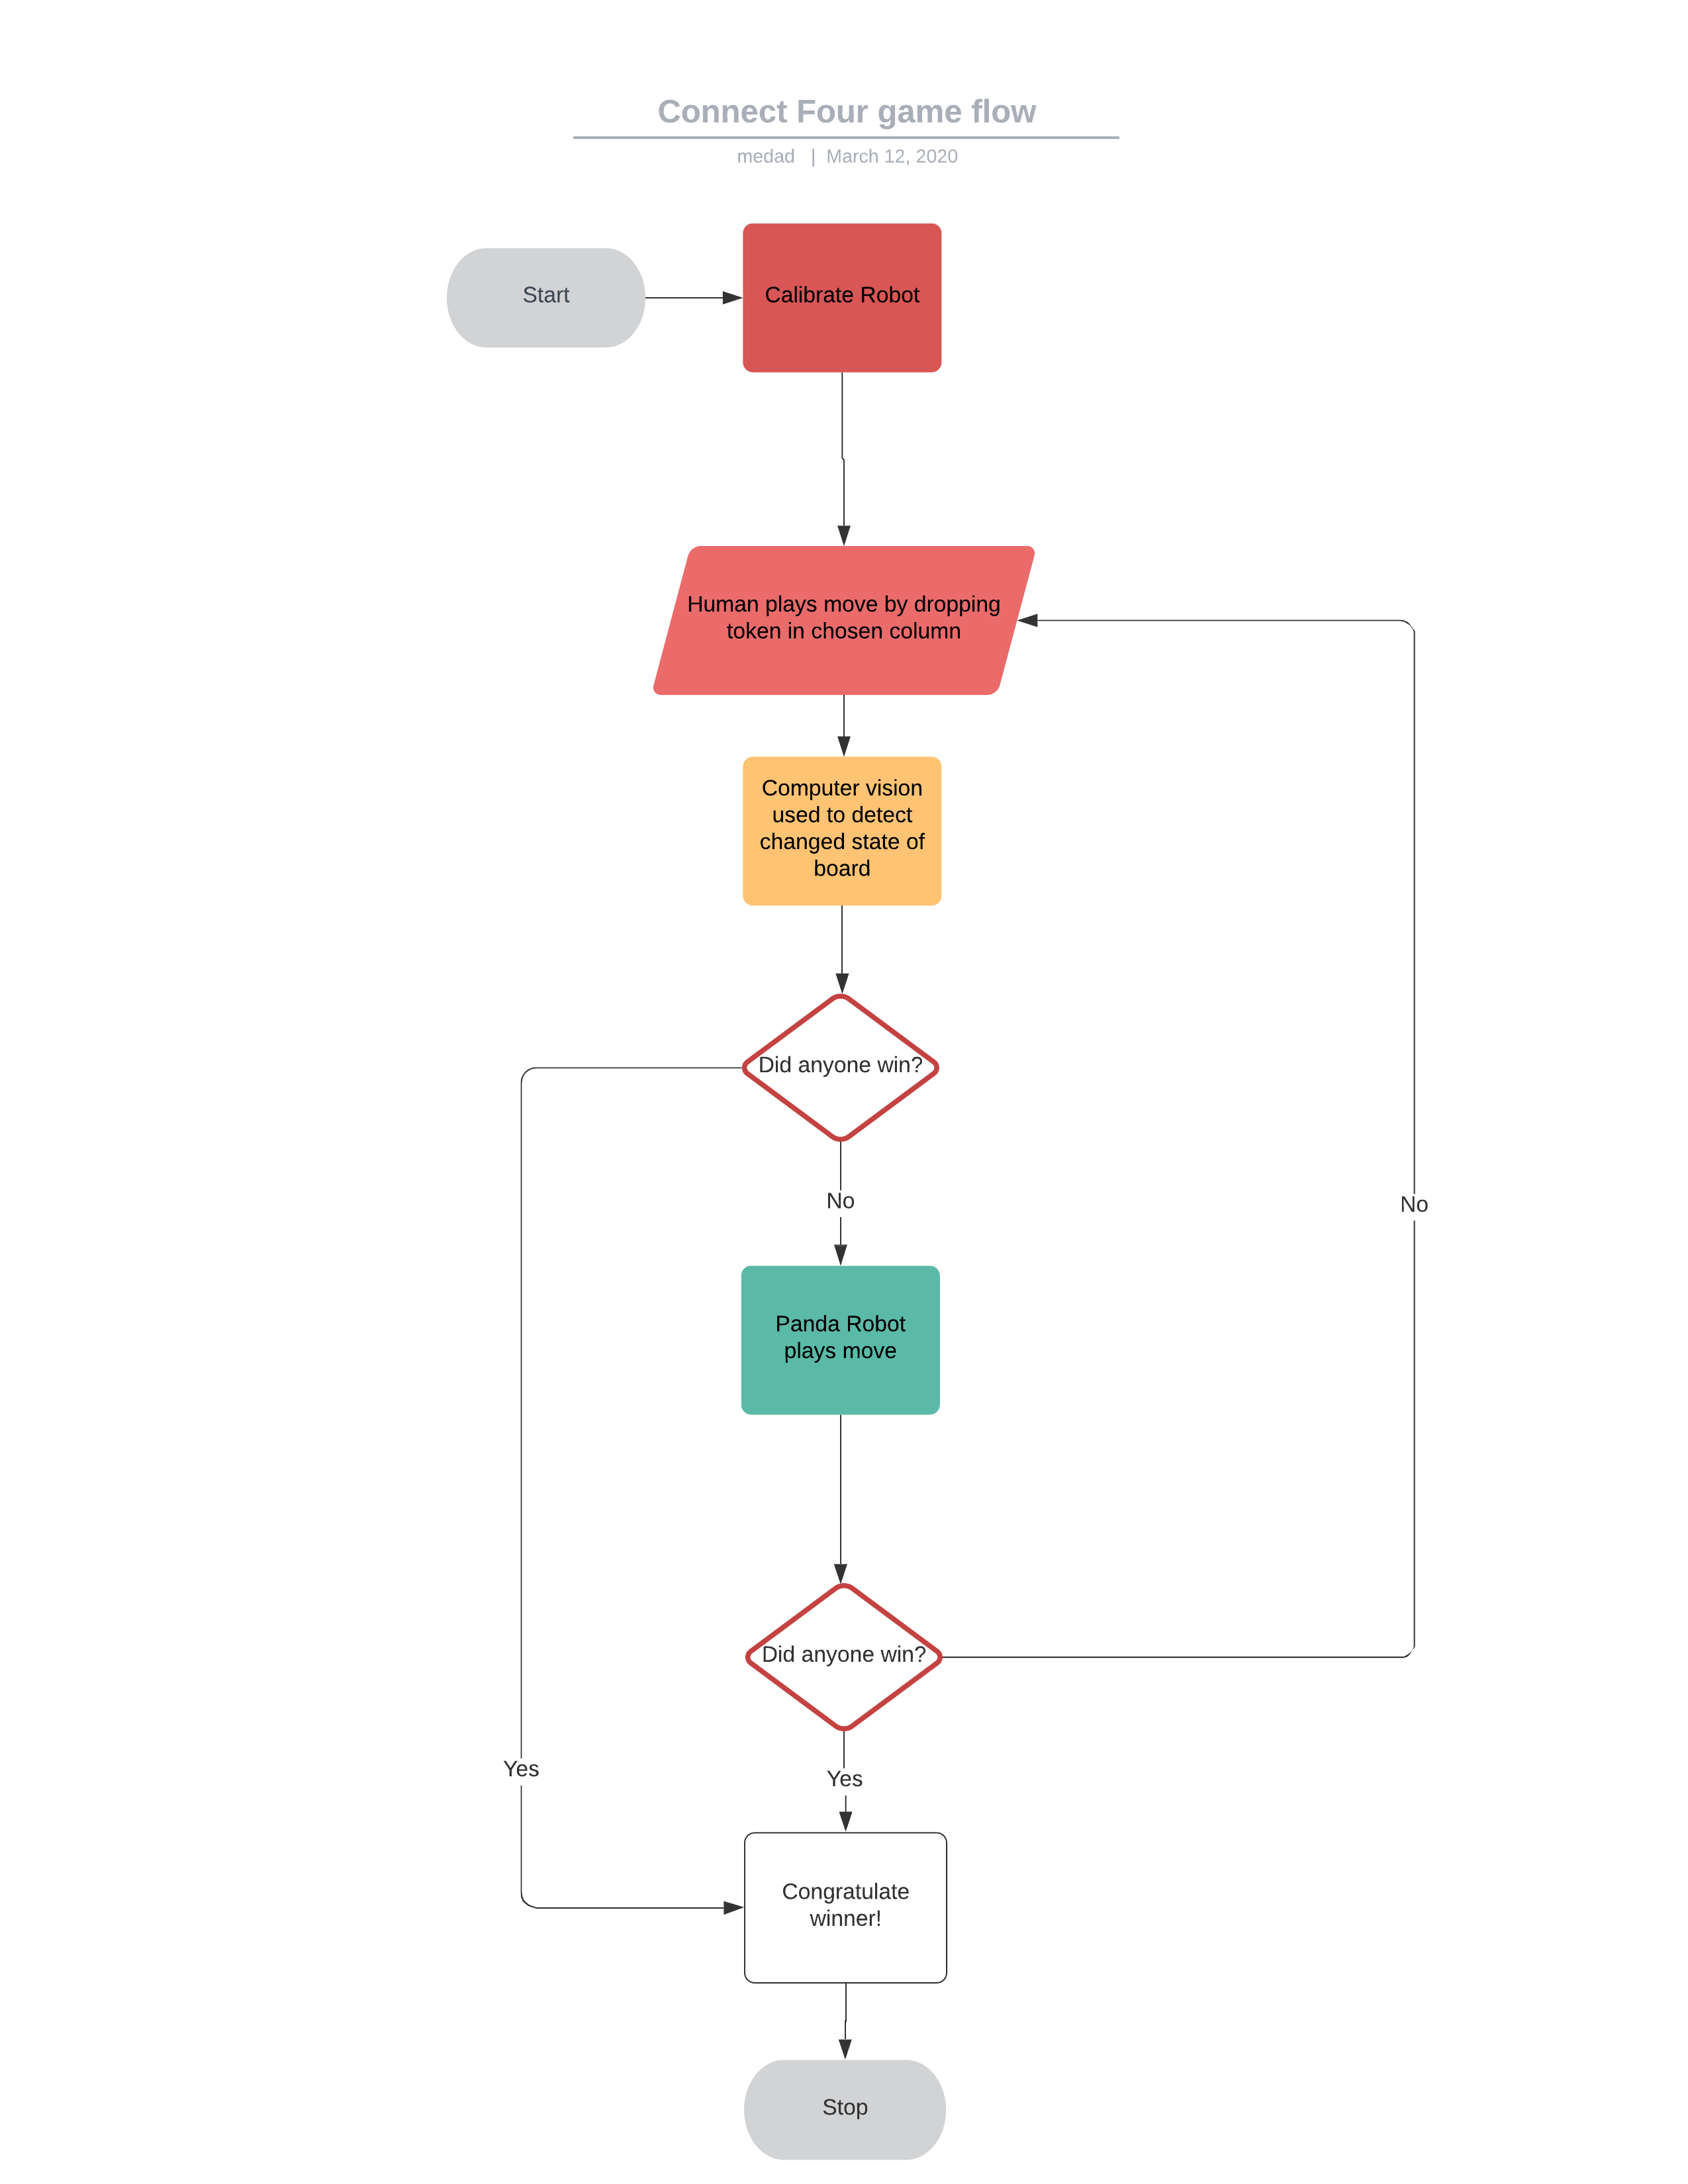 Connect Four game flow
medad | March 12, 2020
Start
Calibrate Robot
Human plays move by dropping
token in chosen column
Computer vision
used to detect
changed state of
board
Did anyone win?
No
No
Panda Robot
plays move
Did anyone win?
Yes
Yes
Congratulate
winner!
Stop